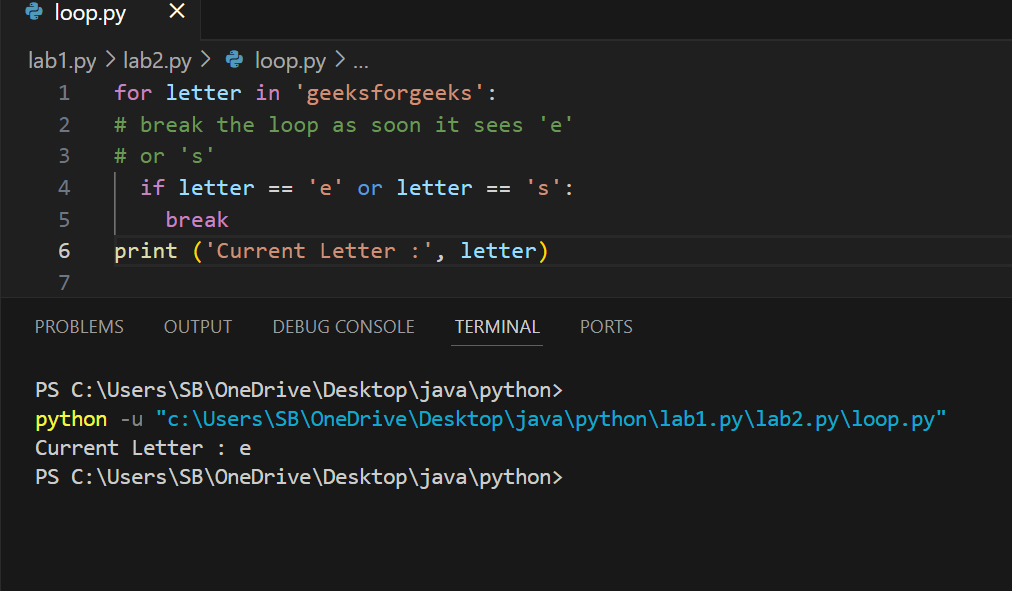 loop.py ×
lab1.py > lab2.py > loop.py > ...
1 for letter in 'geeksforgeeks':
2 # break the loop as soon it sees 'e'
3 # or 's'
4 if letter == 'e' or letter == 's':
5 break
6 print ('Current Letter :', letter)
7
PROBLEMS OUTPUT DEBUG CONSOLE TERMINAL PORTS
PS C:\Users\SB\OneDrive\Desktop\java\python>
python -u "c:\Users\SB\OneDrive\Desktop\java\python\lab1.py\lab2.py\loop.py"
Current Letter : e
PS C:\Users\SB\OneDrive\Desktop\java\python>